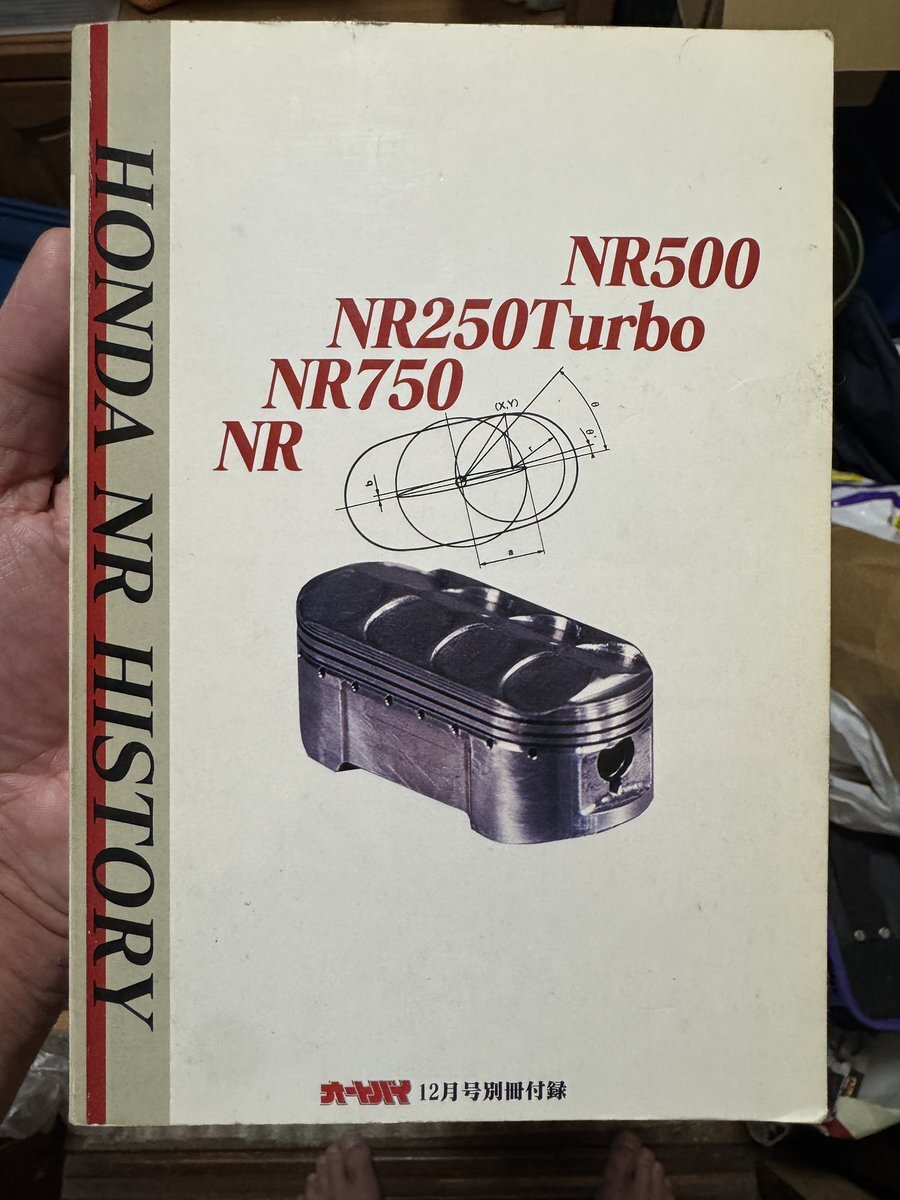 HONDA NR HISTORY
NR500
NR250Turbo
NR750
NR
(X,Y)
θ
θ'
r
b
a
オートバイ 12月号別冊付録